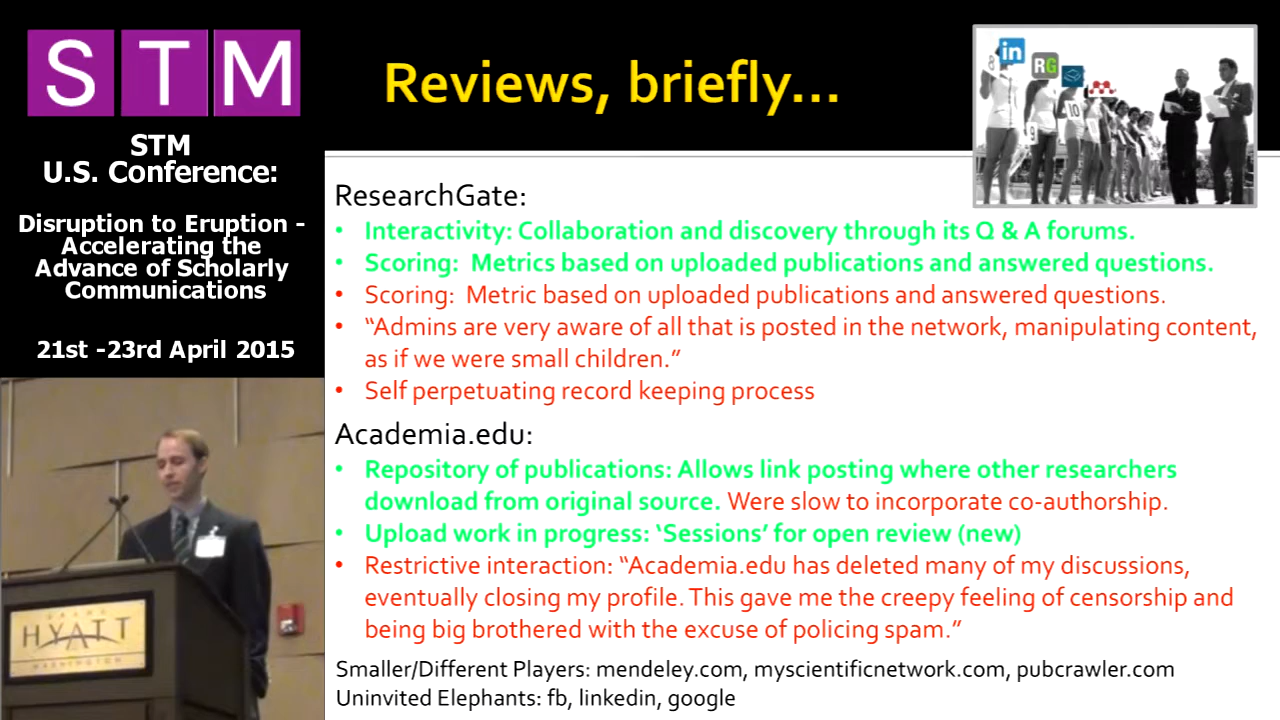 STM
STM
U.S. Conference:
Disruption to Eruption -
Accelerating the
Advance of Scholarly
Communications
21st -23rd April 2015
GRAND
HYATT
WASHINGTON
Reviews, briefly...
in
RG
8
9
10
ResearchGate:
• Interactivity: Collaboration and discovery through its Q & A forums.
• Scoring: Metrics based on uploaded publications and answered questions.
• Scoring: Metric based on uploaded publications and answered questions.
• “Admins are very aware of all that is posted in the network, manipulating content,
as if we were small children.”
• Self perpetuating record keeping process
Academia.edu:
• Repository of publications: Allows link posting where other researchers
download from original source. Were slow to incorporate co-authorship.
• Upload work in progress: ‘Sessions’ for open review (new)
• Restrictive interaction: “Academia.edu has deleted many of my discussions,
eventually closing my profile. This gave me the creepy feeling of censorship and
being big brothered with the excuse of policing spam.”
Smaller/Different Players: mendeley.com, myscientificnetwork.com, pubcrawler.com
Uninvited Elephants: fb, linkedin, google